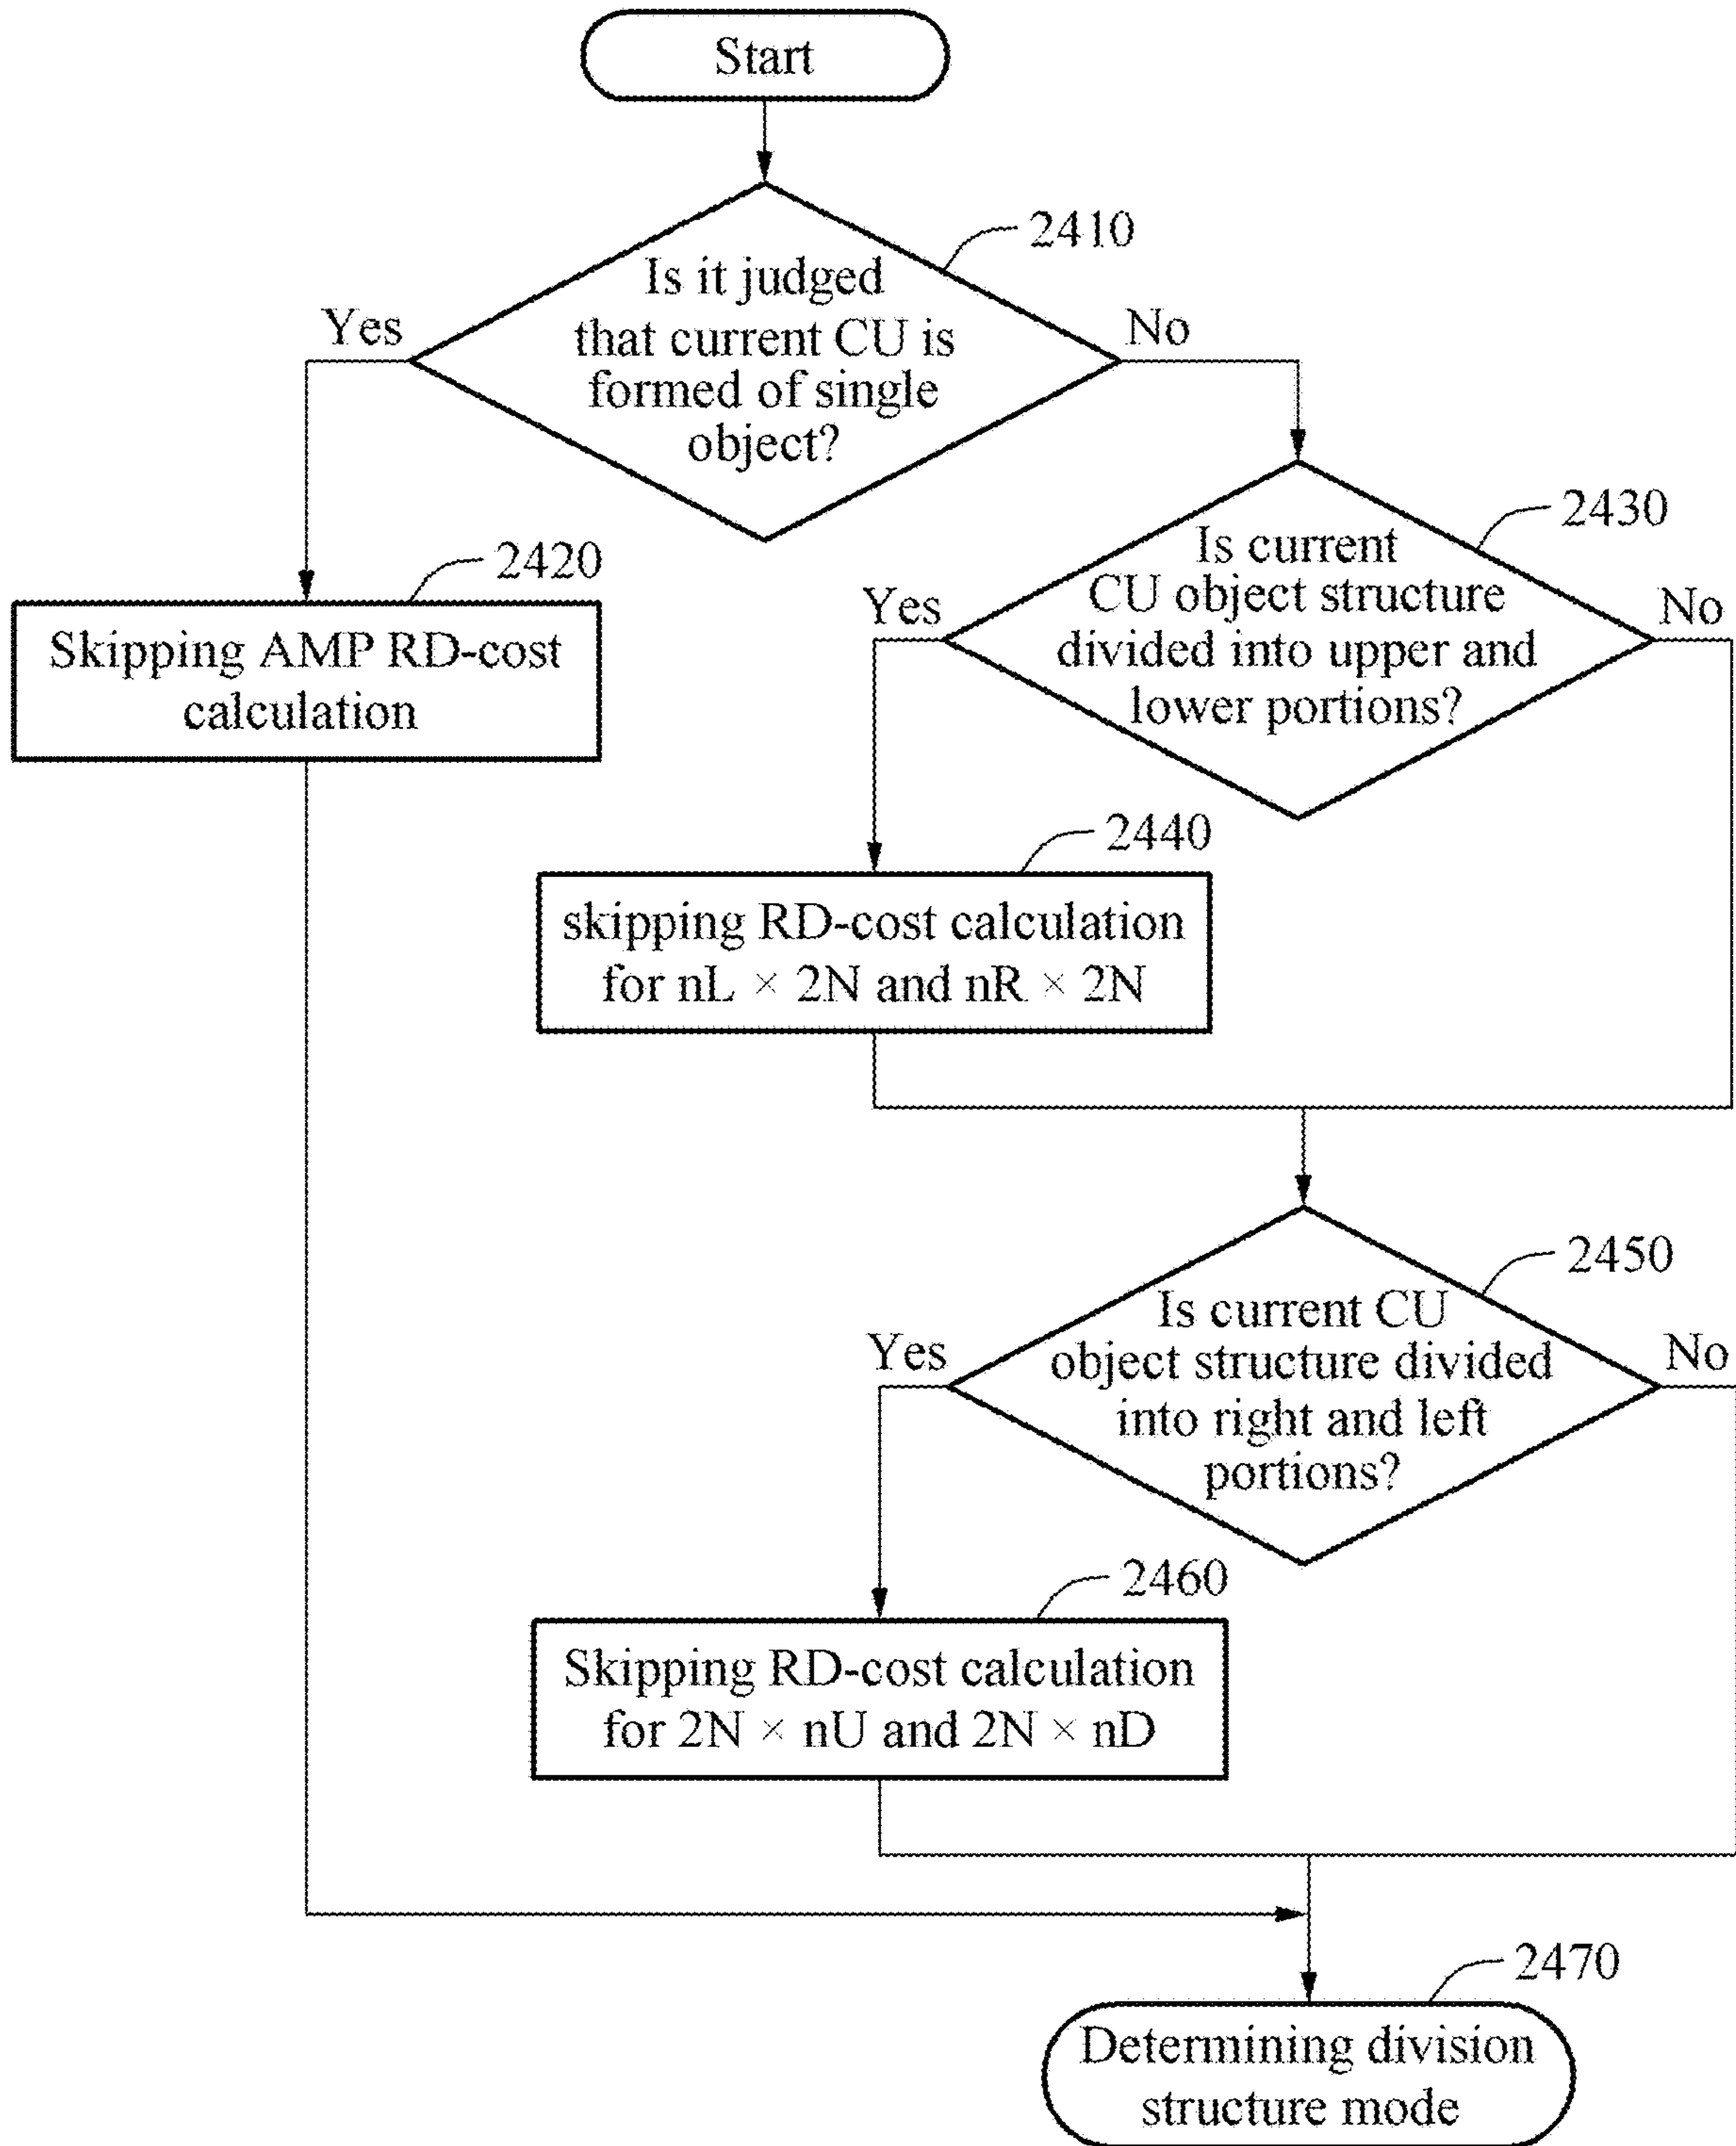 Start
2410
Is it judged
that current CU is
formed of single
object?
Yes
No
2420
Skipping AMP RD-cost
calculation
2430
Is current
CU object structure
divided into upper and
lower portions?
Yes
No
2440
skipping RD-cost calculation
for nL × 2N and nR × 2N
2450
Is current CU
object structure divided
into right and left
portions?
Yes
No
2460
Skipping RD-cost calculation
for 2N × nU and 2N × nD
2470
Determining division
structure mode